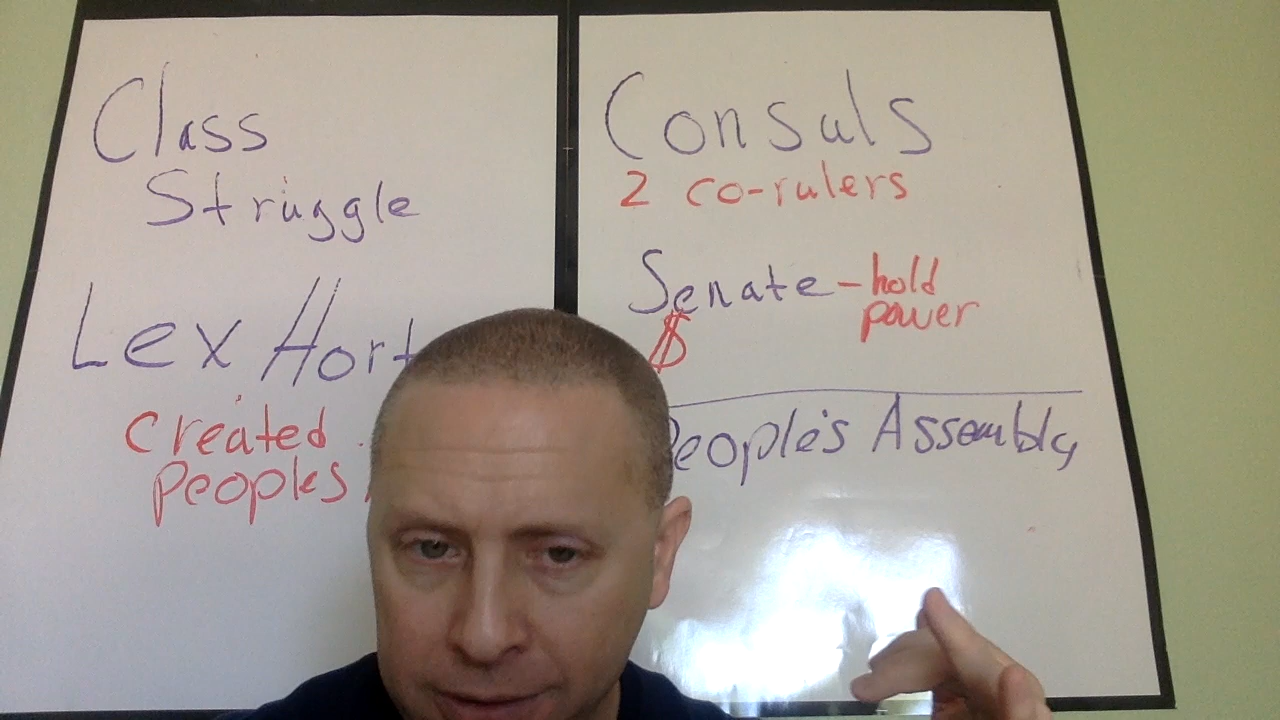 Class
Struggle
Lex Hort
Created
Peoples
Consuls
2 co-rulers
Senate - hold
power
$
People's Assembly